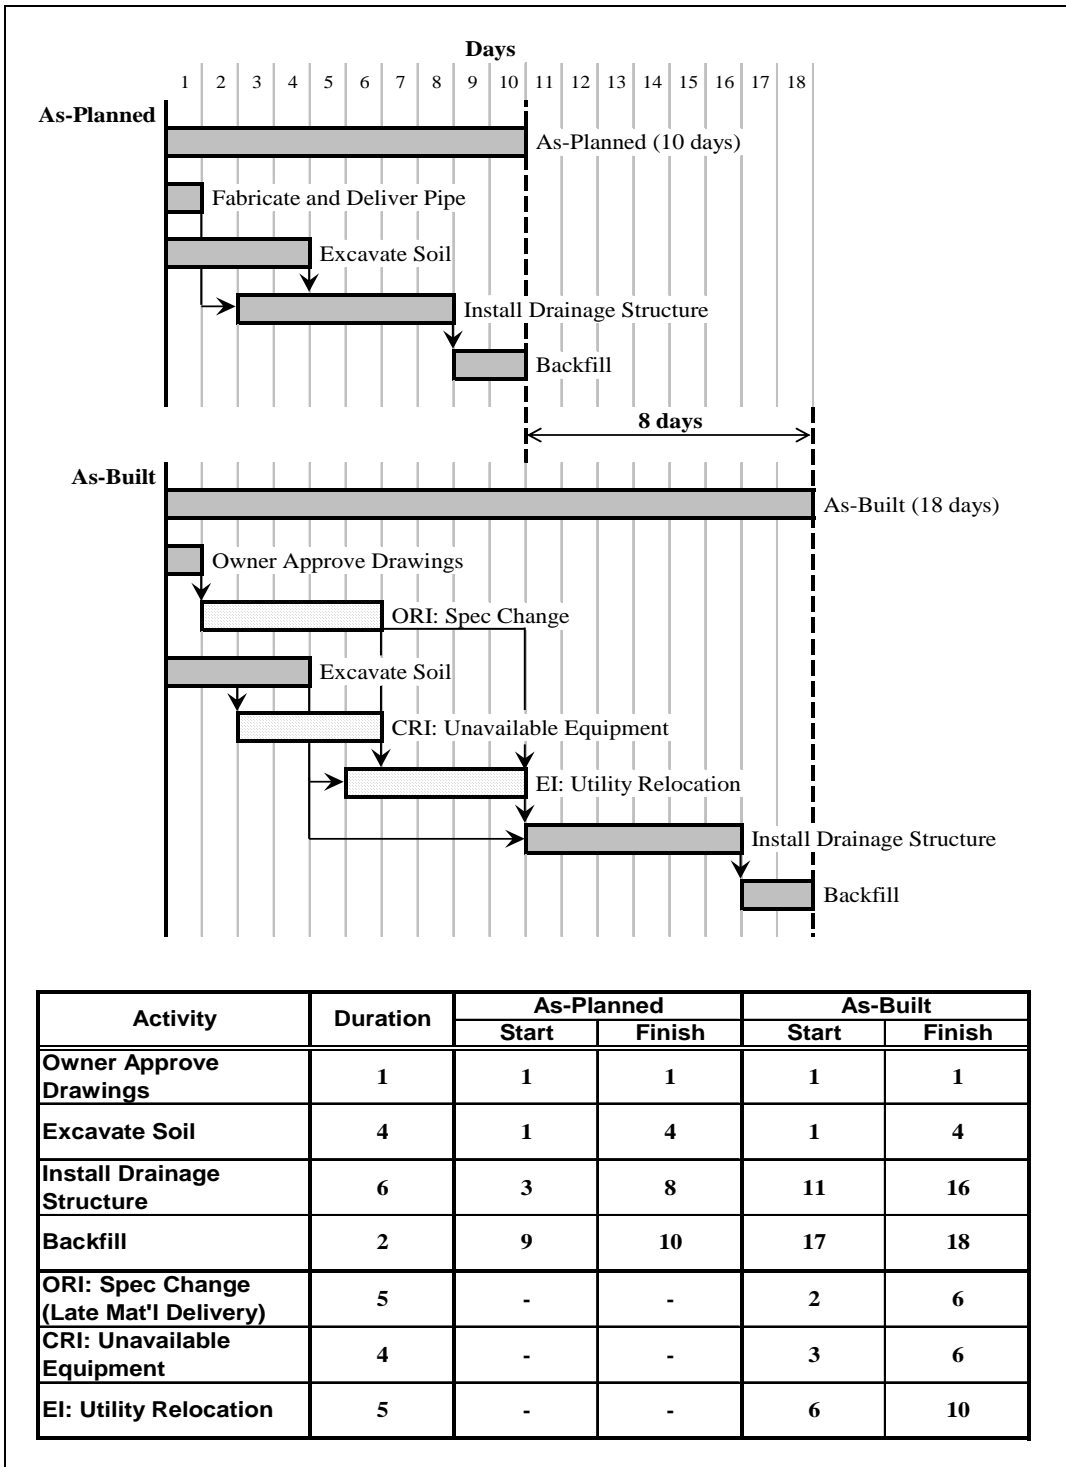 Days
1 2 3 4 5 6 7 8 9 10 11 12 13 14 15 16 17 18
As-Planned
As-Planned (10 days)
Fabricate and Deliver Pipe
Excavate Soil
Install Drainage Structure
Backfill
8 days
As-Built
As-Built (18 days)
Owner Approve Drawings
ORI: Spec Change
Excavate Soil
CRI: Unavailable Equipment
EI: Utility Relocation
Install Drainage Structure
Backfill
Activity Duration As-Planned As-Built
Start Finish Start Finish
Owner Approve
Drawings 1 1 1 1 1
Excavate Soil 4 1 4 1 4
Install Drainage
Structure 6 3 8 11 16
Backfill 2 9 10 17 18
ORI: Spec Change
(Late Mat'l Delivery) 5 - - 2 6
CRI: Unavailable
Equipment 4 - - 3 6
EI: Utility Relocation 5 - - 6 10